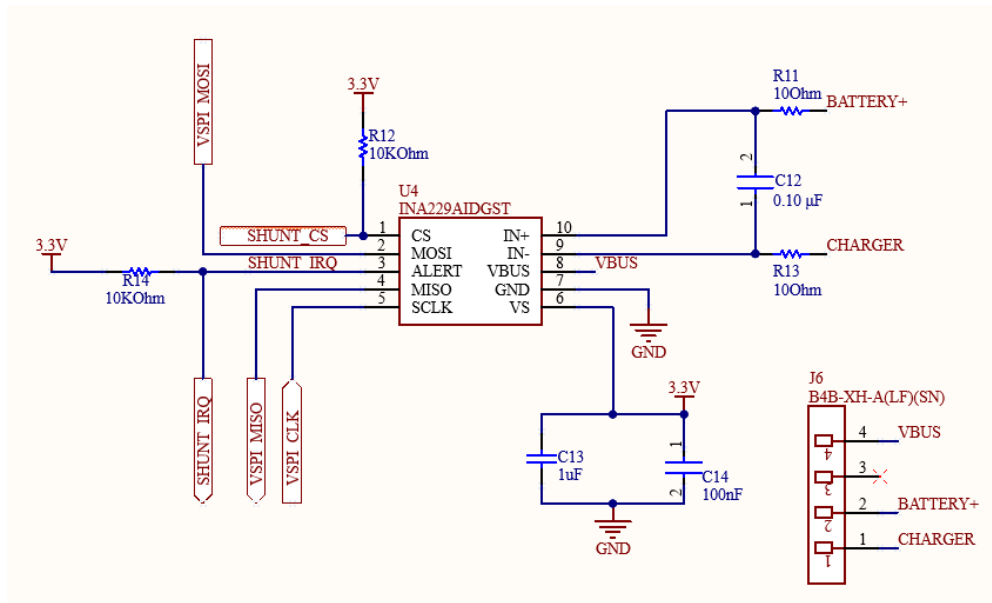 VSPI_MOSI
3.3V
R12
10KOhm
U4
INA229AIDGST
SHUNT_CS
3.3V
R14
10KOhm
SHUNT IRQ
1 CS
2 MOSI
3 ALERT
4 MISO
5 SCLK
IN+ 10
IN- 9
VBUS 8
GND 7
VS 6
VBUS
R11
10Ohm
BATTERY+
2
C12
0.10 µF
1
CHARGER
R13
10Ohm
GND
SHUNT IRQ
VSPI MISO
VSPI CLK
3.3V
C13
1uF
1
C14
100nF
2
GND
J6
B4B-XH-A(LF)(SN)
4 4 VBUS
3 3
2 2 BATTERY+
1 1 CHARGER